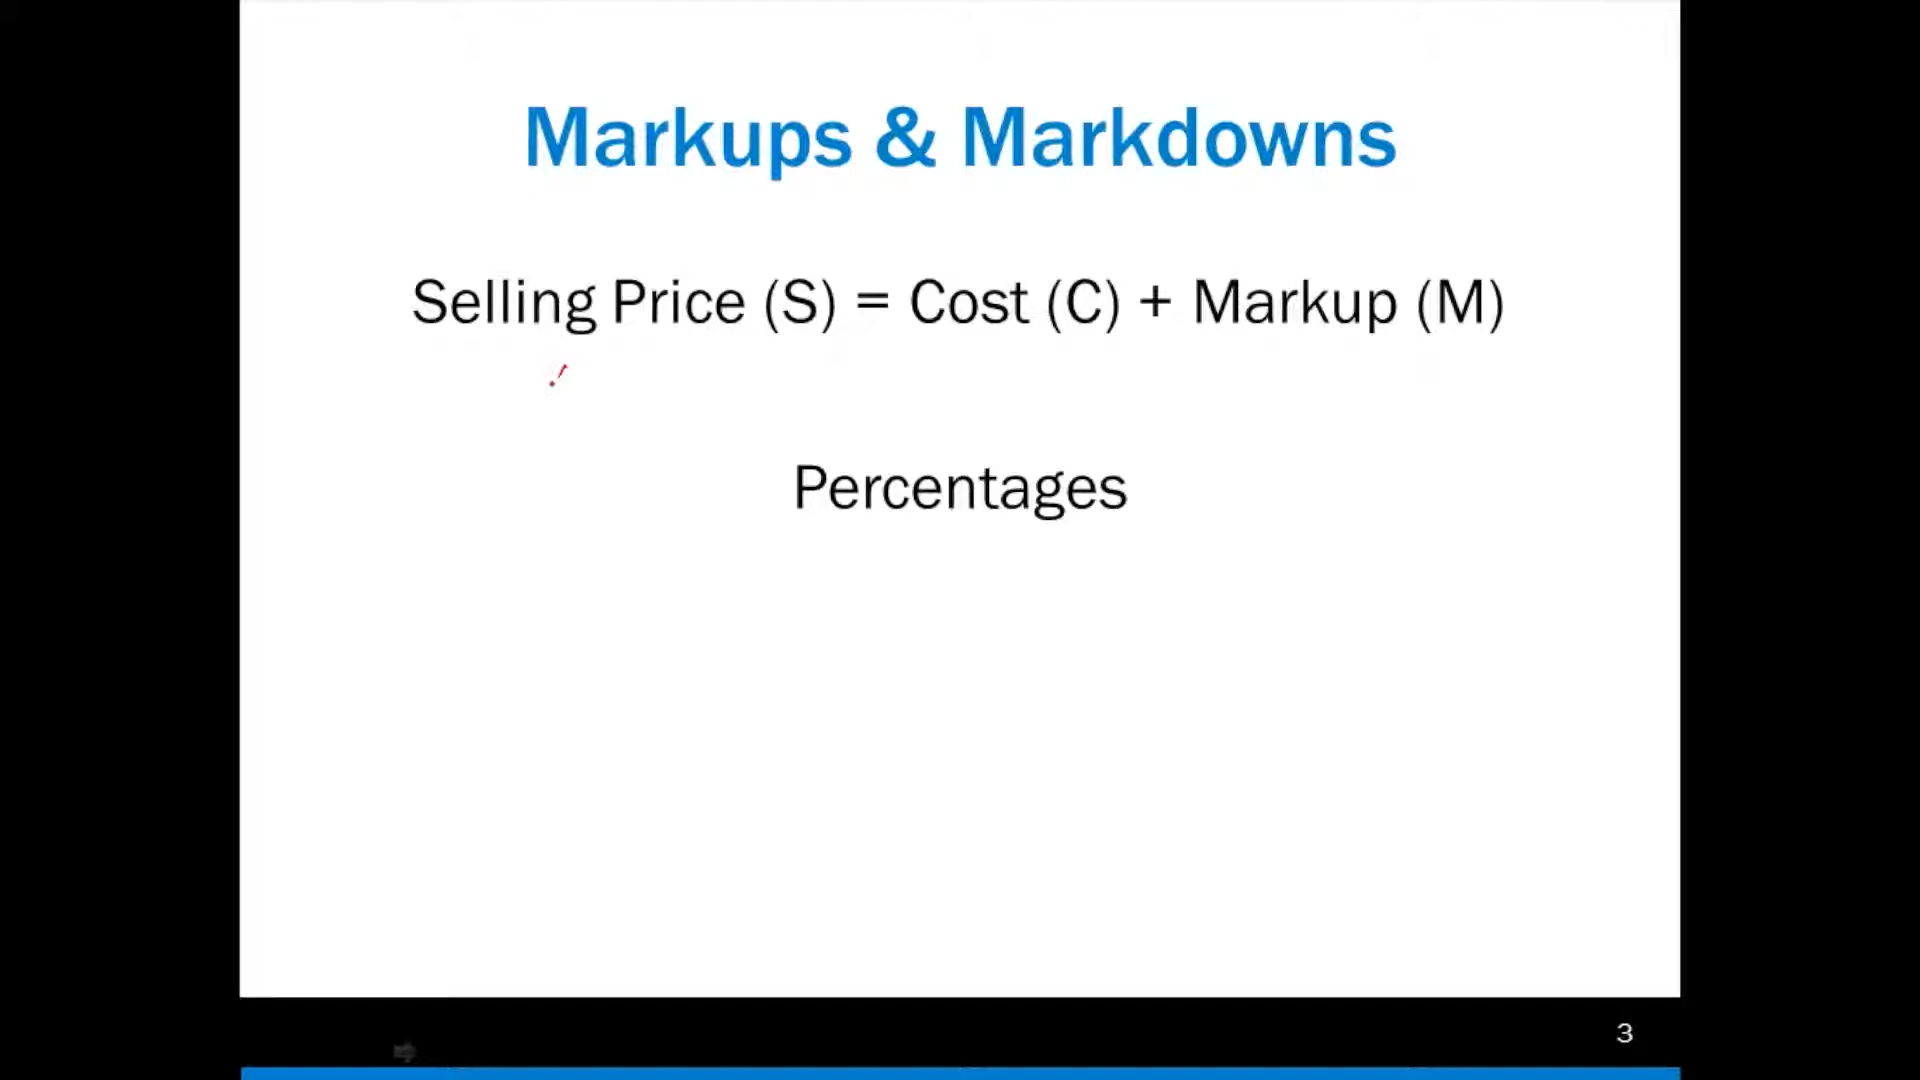 Markups & Markdowns
Selling Price (S) = Cost (C) + Markup (M)
Percentages
3